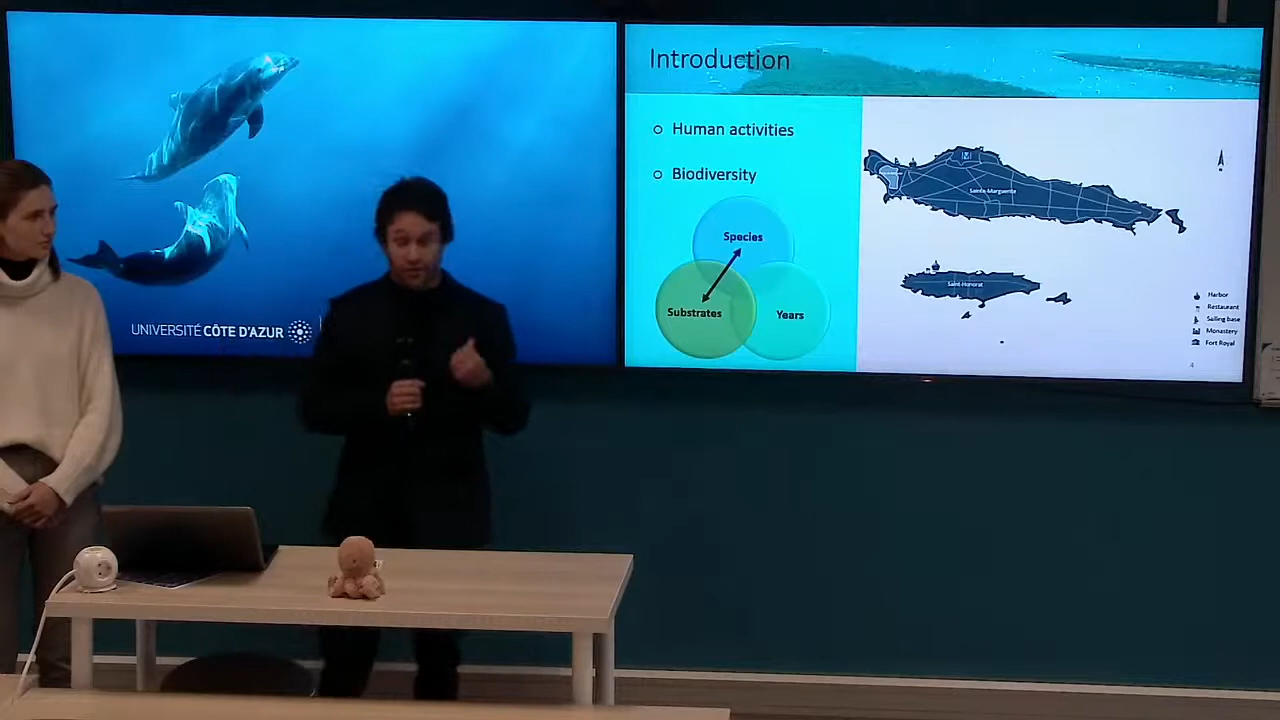 UNIVERSITÉ CÔTE D'AZUR
Introduction
Human activities
Biodiversity
Species
Substrates
Years
Sainte-Marguerite
Saint-Honorat
Harbor
Restaurant
Sailing base
Monastery
Fort Royal
4